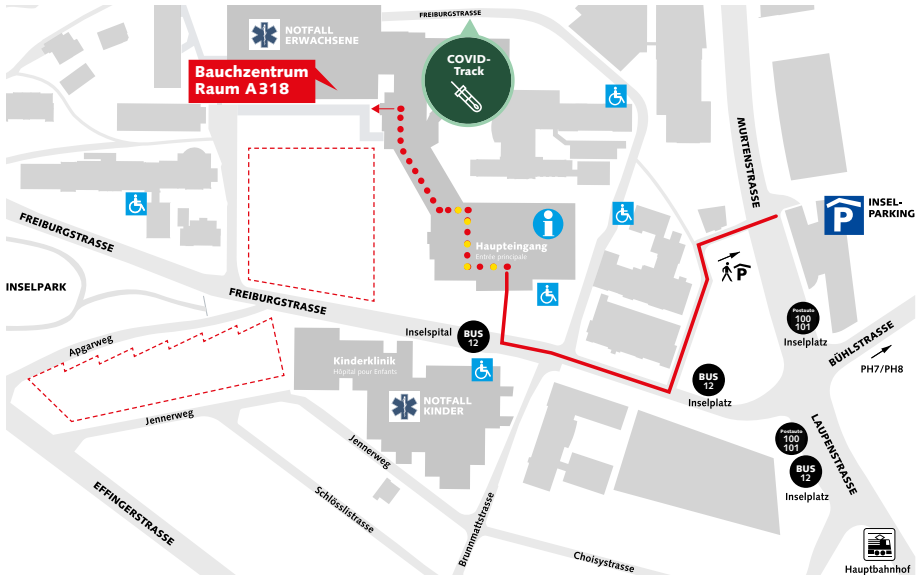 FREIBURGSTRASSE
NOTFALL
ERWACHSENE
COVID-
Track
Bauchzentrum
Raum A318
MURTENSTRASSE
INSEL-
PARKING
P
FREIBURGSTRASSE
i
Haupteingang
Entrée principale
P
INSELPARK
FREIBURGSTRASSE
Apgarweg
Inselspital
BUS
12
Postauto
100
101
Inselplatz
BÜHLSTRASSE
PH7/PH8
Kinderklinik
Hôpital pour Enfants
BUS
12
Inselplatz
NOTFALL
KINDER
Jennerweg
Jennerweg
LAUPENSTRASSE
Postauto
100
101
BUS
12
Inselplatz
EFFINGERSTRASSE
Schlösslistrasse
Brunnmattstrasse
Choisystrasse
Hauptbahnhof